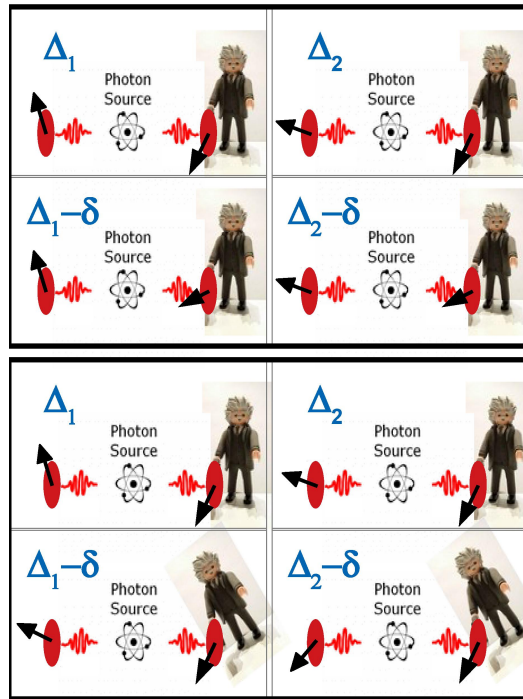 Δ₁
Photon
Source
Δ₂
Photon
Source
Δ₁−δ
Photon
Source
Δ₂−δ
Photon
Source
Δ₁
Photon
Source
Δ₂
Photon
Source
Δ₁−δ
Photon
Source
Δ₂−δ
Photon
Source